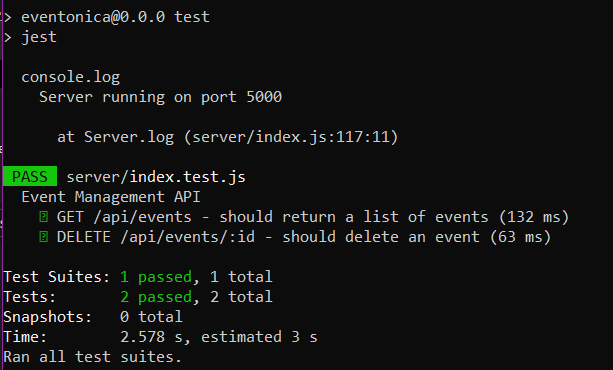 > eventonica@0.0.0 test
> jest
console.log
Server running on port 5000
at Server.log (server/index.js:117:11)
PASS server/index.test.js
Event Management API
GET /api/events - should return a list of events (132 ms)
DELETE /api/events/:id - should delete an event (63 ms)
Test Suites: 1 passed, 1 total
Tests: 2 passed, 2 total
Snapshots: 0 total
Time: 2.578 s, estimated 3 s
Ran all test suites.